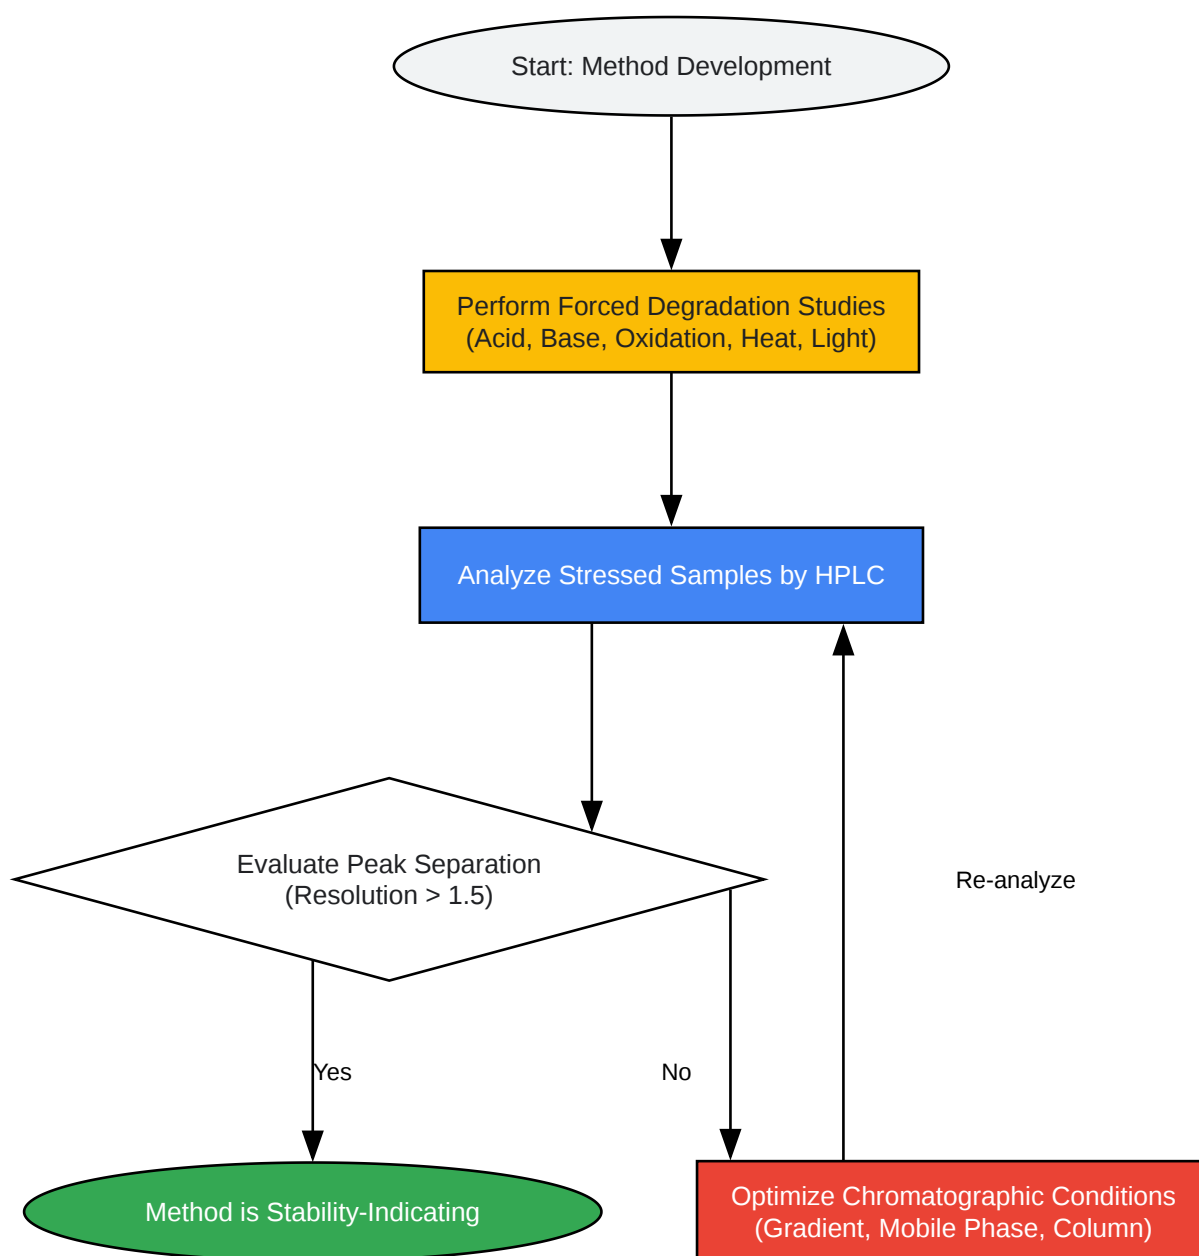 Start: Method Development
Perform Forced Degradation Studies
(Acid, Base, Oxidation, Heat, Light)
Analyze Stressed Samples by HPLC
Evaluate Peak Separation
(Resolution > 1.5)
Re-analyze
Yes
No
Method is Stability-Indicating
Optimize Chromatographic Conditions
(Gradient, Mobile Phase, Column)